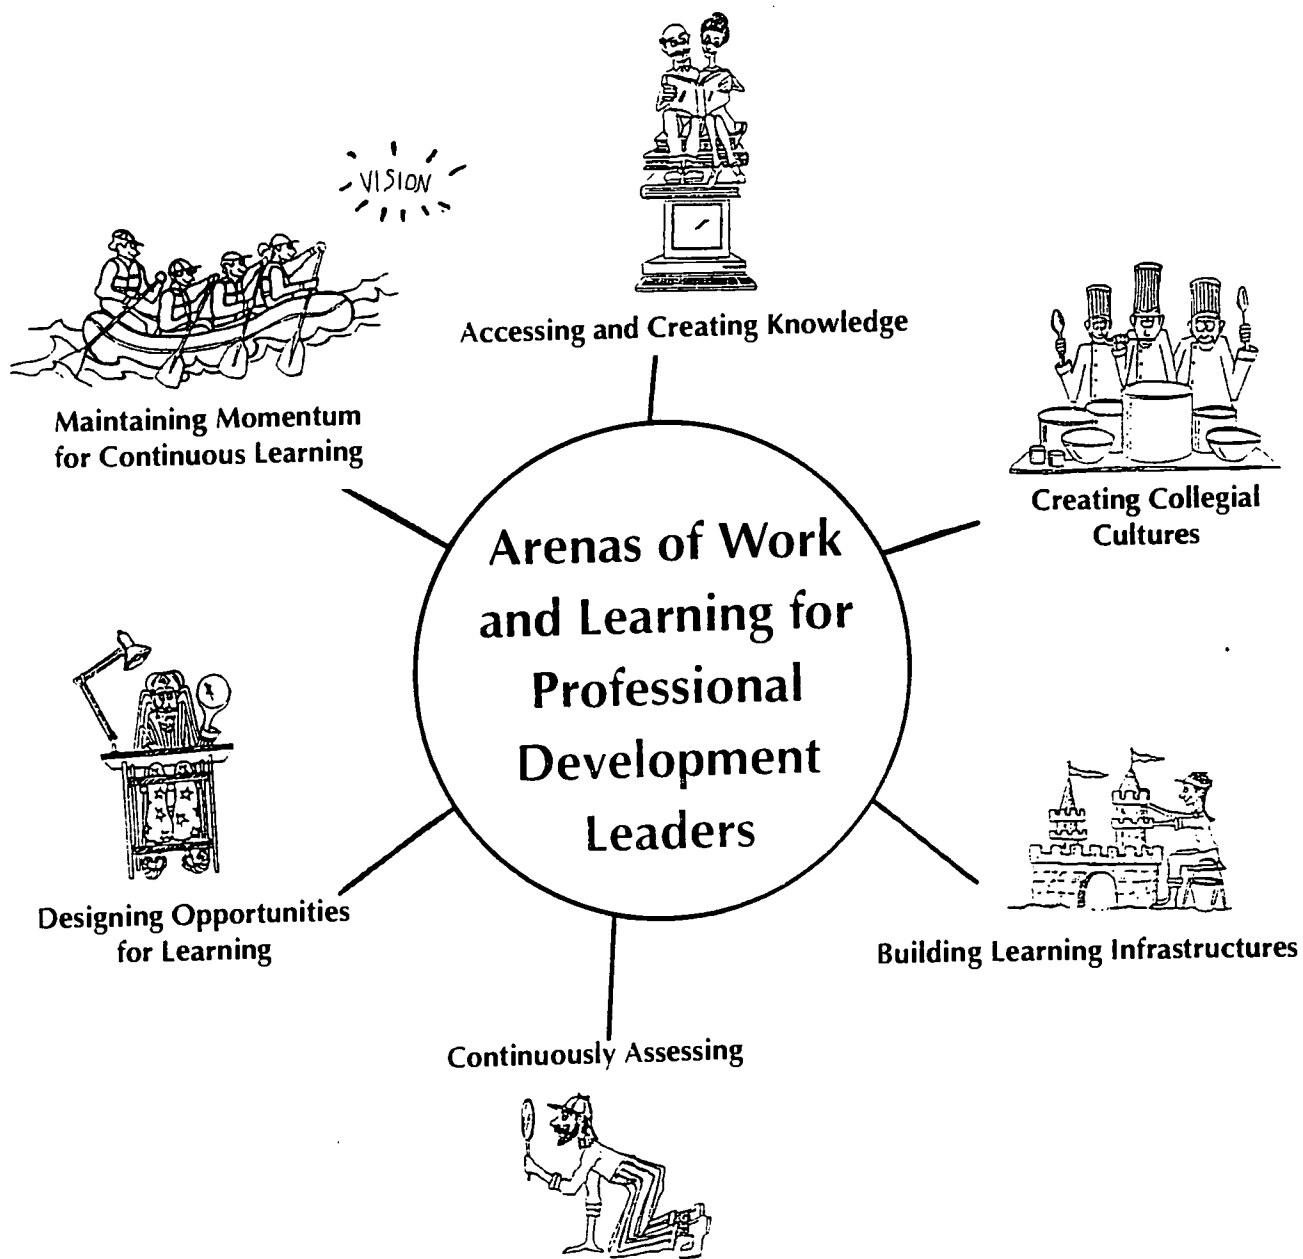 VISION
Accessing and Creating Knowledge
Maintaining Momentum
for Continuous Learning
Creating Collegial
Cultures
Arenas of Work
and Learning for
Professional
Development
Leaders
Designing Opportunities
for Learning
Building Learning Infrastructures
Continuously Assessing